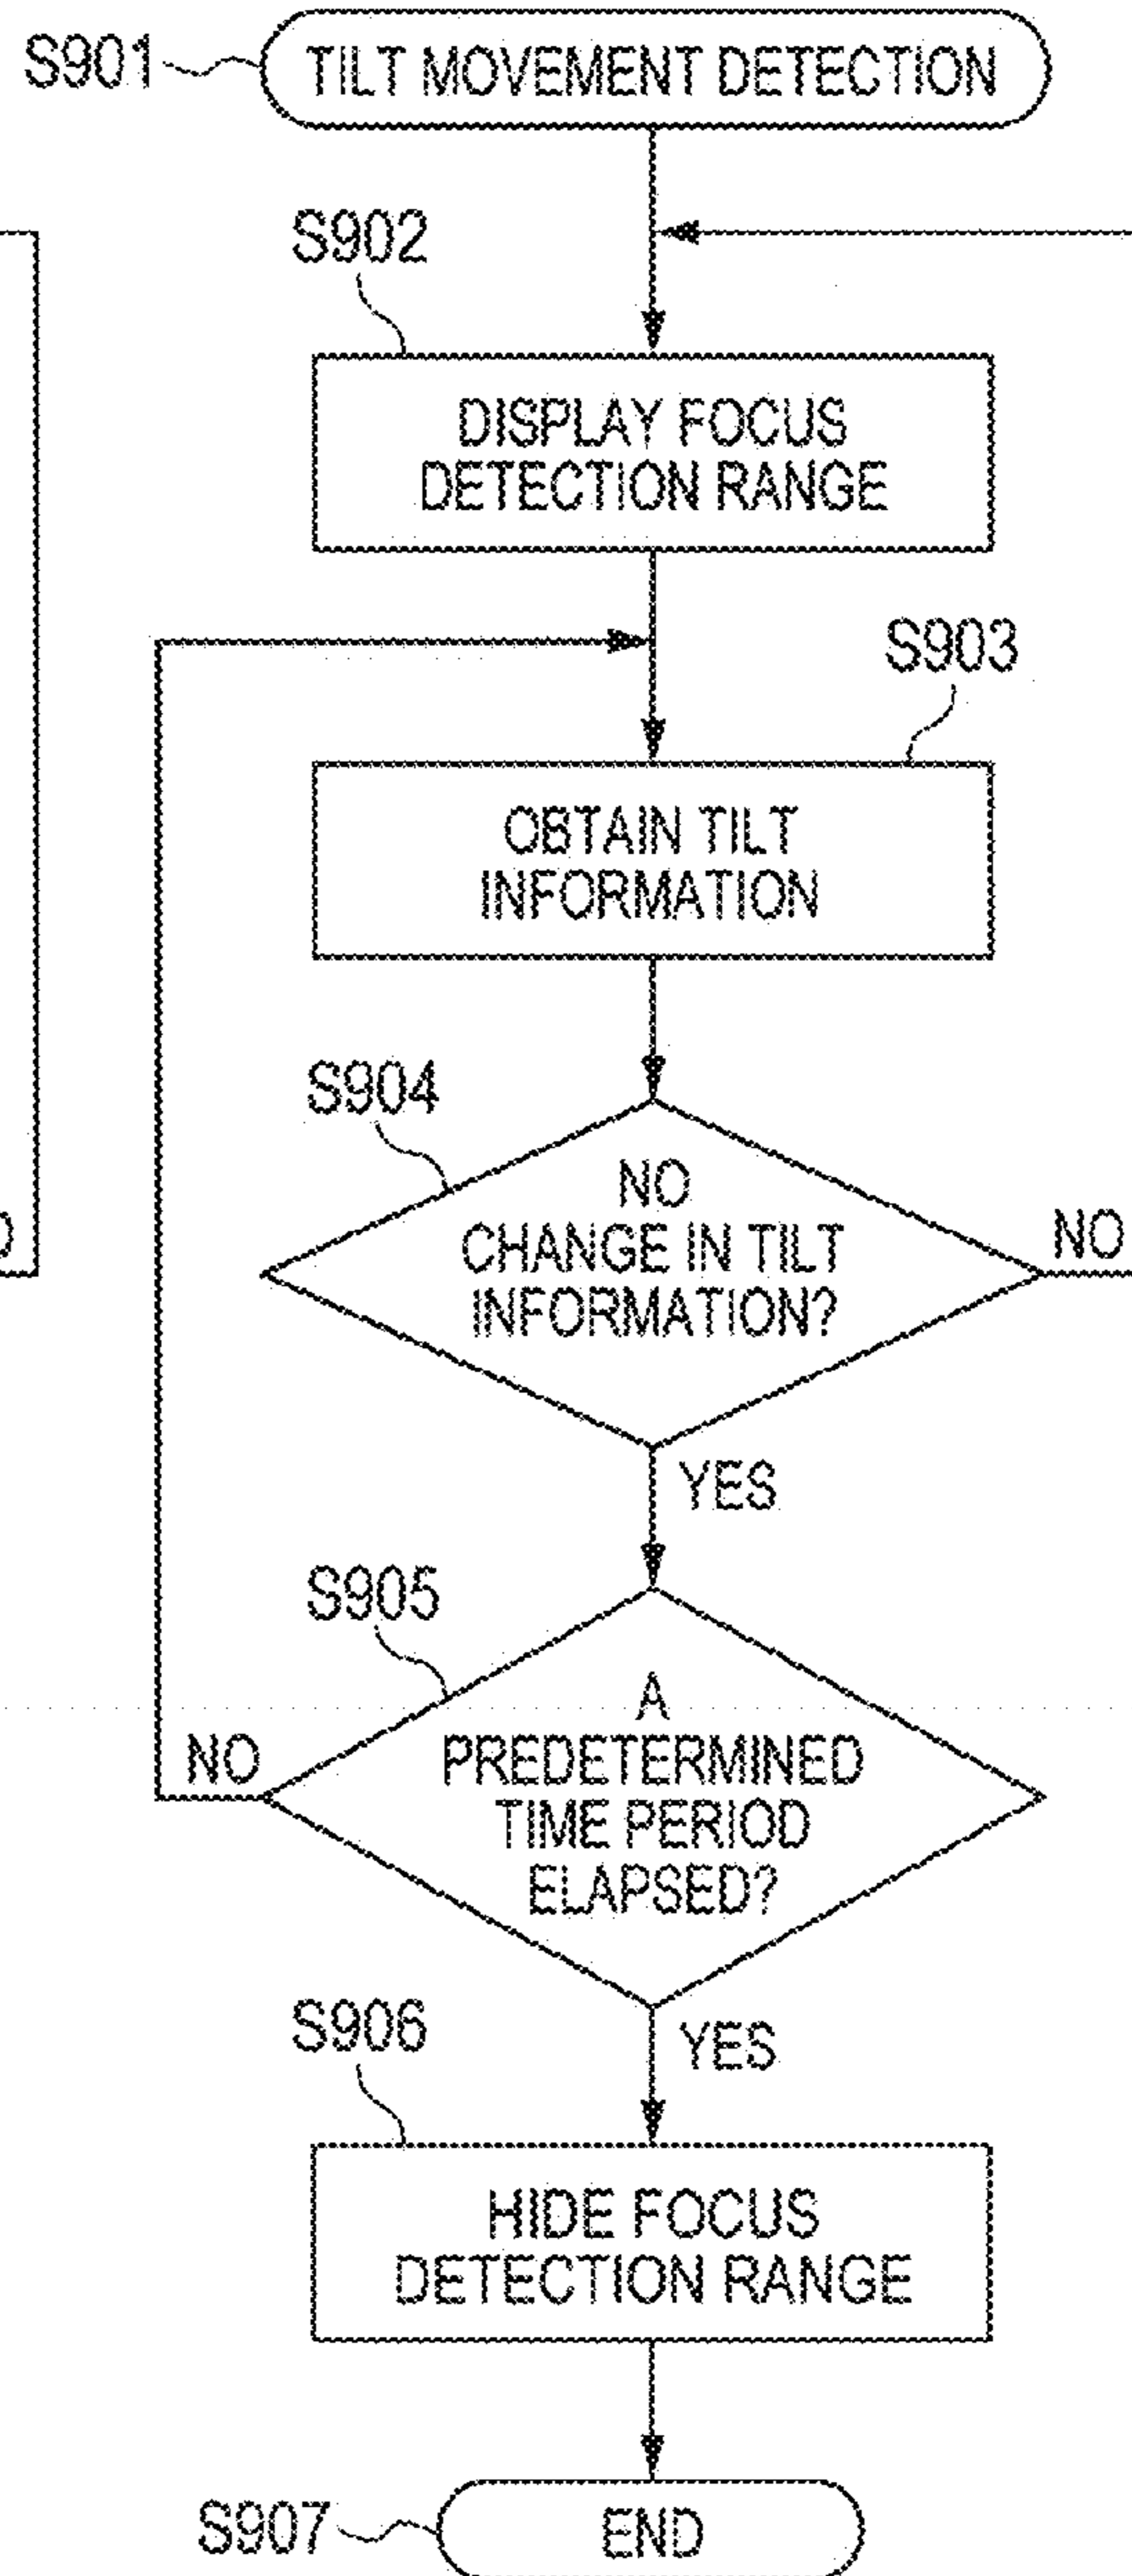 S901
TILT MOVEMENT DETECTION
S902
DISPLAY FOCUS
DETECTION RANGE
S903
OBTAIN TILT
INFORMATION
S904
NO
CHANGE IN TILT
INFORMATION?
NO
YES
S905
A
PREDETERMINED
TIME PERIOD
ELAPSED?
NO
YES
S906
HIDE FOCUS
DETECTION RANGE
S907
END